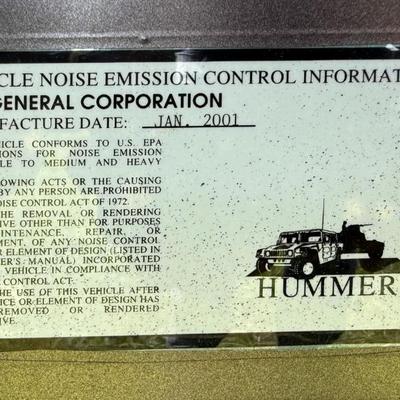 CLE NOISE EMISSION CONTROL INFORMAT
GENERAL CORPORATION
FACTURE DATE: JAN. 2001
ICLE CONFORMS TO U.S. EPA
IONS FOR NOISE EMISSION
LE TO MEDIUM AND HEAVY
OWING ACTS OR THE CAUSING
BY ANY PERSON ARE PROHIBITED
OISE CONTROL ACT OF 1972.
THE REMOVAL OR RENDERING
IVE OTHER THAN FOR PURPOSES
INTENANCE, REPAIR, OR
MENT, OF ANY NOISE CONTROL
R ELEMENT OF DESIGN (LISTED IN
ER'S MANUAL) INCORPORATED
VEHICLE IN COMPLIANCE WITH
CONTROL ACT:
THE USE OF THIS VEHICLE AFTER
ICE OR ELEMENT OF DESIGN HAS
REMOVED OR RENDERED
IVE.
HUMMER